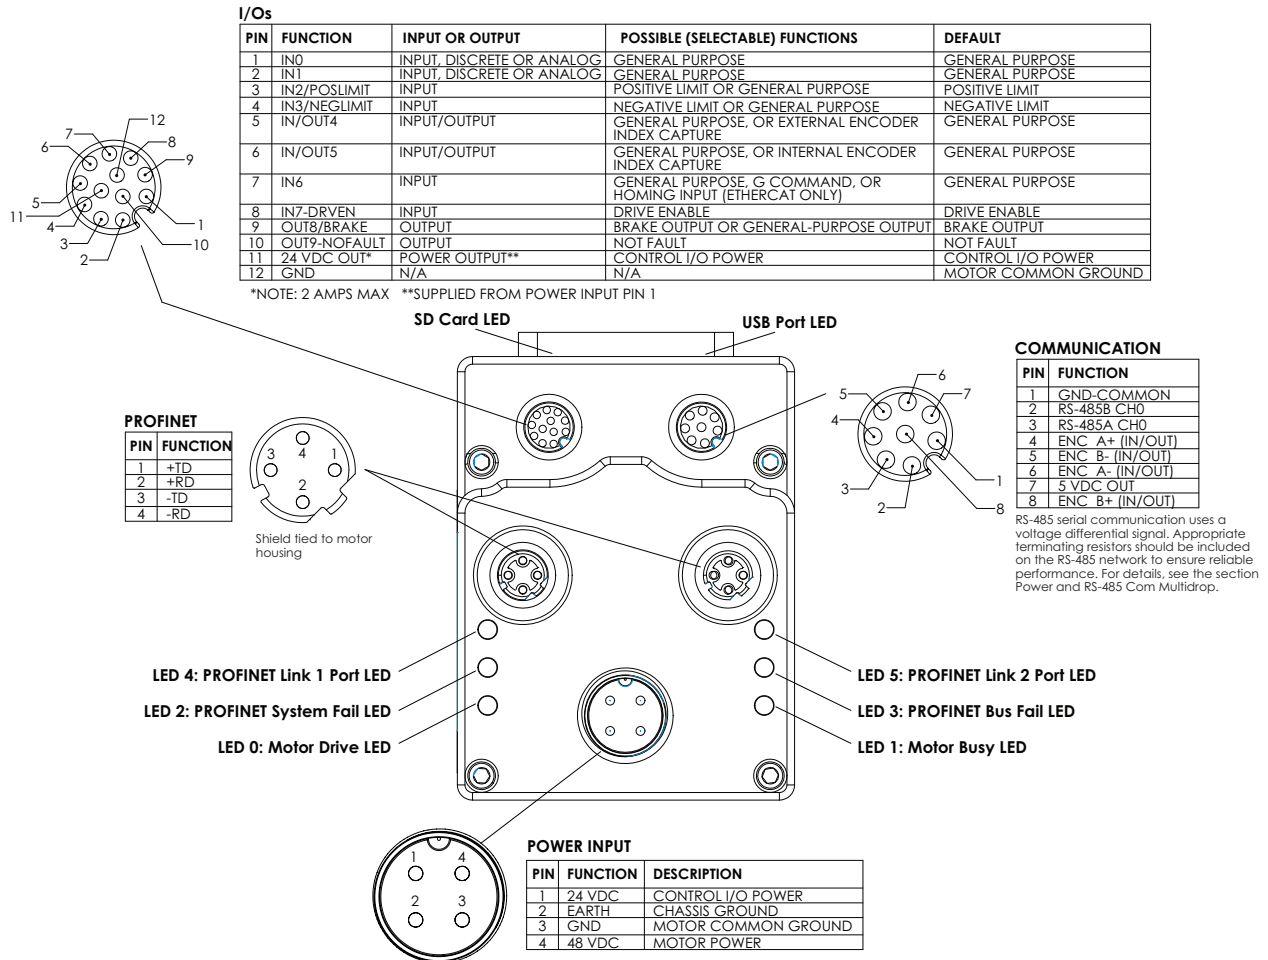 I/Os
PIN FUNCTION INPUT OR OUTPUT POSSIBLE (SELECTABLE) FUNCTIONS DEFAULT
1 IN0 INPUT, DISCRETE OR ANALOG GENERAL PURPOSE GENERAL PURPOSE
2 IN1 INPUT, DISCRETE OR ANALOG GENERAL PURPOSE GENERAL PURPOSE
3 IN2/POSLIMIT INPUT POSITIVE LIMIT OR GENERAL PURPOSE POSITIVE LIMIT
4 IN3/NEGLIMIT INPUT NEGATIVE LIMIT OR GENERAL PURPOSE NEGATIVE LIMIT
5 IN/OUT4 INPUT/OUTPUT GENERAL PURPOSE, OR EXTERNAL ENCODER GENERAL PURPOSE
INDEX CAPTURE
6 IN/OUT5 INPUT/OUTPUT GENERAL PURPOSE, OR INTERNAL ENCODER GENERAL PURPOSE
INDEX CAPTURE
7 IN6 INPUT GENERAL PURPOSE, G COMMAND, OR GENERAL PURPOSE
HOMING INPUT (ETHERCAT ONLY)
8 IN7-DRVEN INPUT DRIVE ENABLE DRIVE ENABLE
9 OUT8/BRAKE OUTPUT BRAKE OUTPUT OR GENERAL-PURPOSE OUTPUT BRAKE OUTPUT
10 OUT9-NOFAULT OUTPUT NOT FAULT NOT FAULT
11 24 VDC OUT* POWER OUTPUT** CONTROL I/O POWER CONTROL I/O POWER
12 GND N/A N/A MOTOR COMMON GROUND
*NOTE: 2 AMPS MAX **SUPPLIED FROM POWER INPUT PIN 1
12
7
8
6
9
5
11
1
4
3
10
2
SD Card LED
USB Port LED
COMMUNICATION
PIN FUNCTION
1 GND-COMMON
2 RS-485B CH0
3 RS-485A CH0
4 ENC A+ (IN/OUT)
5 ENC B- (IN/OUT)
6 ENC A- (IN/OUT)
7 5 VDC OUT
8 ENC B+ (IN/OUT)
RS-485 serial communication uses a
voltage differential signal. Appropriate
terminating resistors should be included
on the RS-485 network to ensure reliable
performance. For details, see the section
Power and RS-485 Com Multidrop.
6
5
7
4
3
1
2
8
PROFINET
PIN FUNCTION
1 +TD
2 +RD
3 -TD
4 -RD
3 4 1
2
Shield tied to motor
housing
LED 4: PROFINET Link 1 Port LED
LED 2: PROFINET System Fail LED
LED 0: Motor Drive LED
LED 5: PROFINET Link 2 Port LED
LED 3: PROFINET Bus Fail LED
LED 1: Motor Busy LED
1 4
2 3
POWER INPUT
PIN FUNCTION DESCRIPTION
1 24 VDC CONTROL I/O POWER
2 EARTH CHASSIS GROUND
3 GND MOTOR COMMON GROUND
4 48 VDC MOTOR POWER